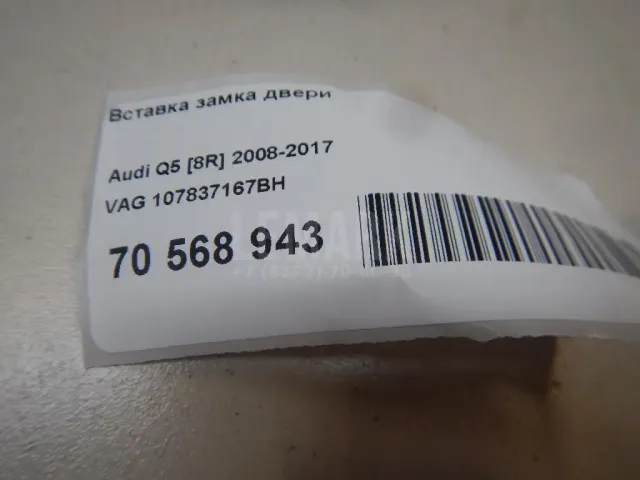 Вставка замка двери
Audi Q5 [8R] 2008-2017
VAG 107837167BH
70 568 943